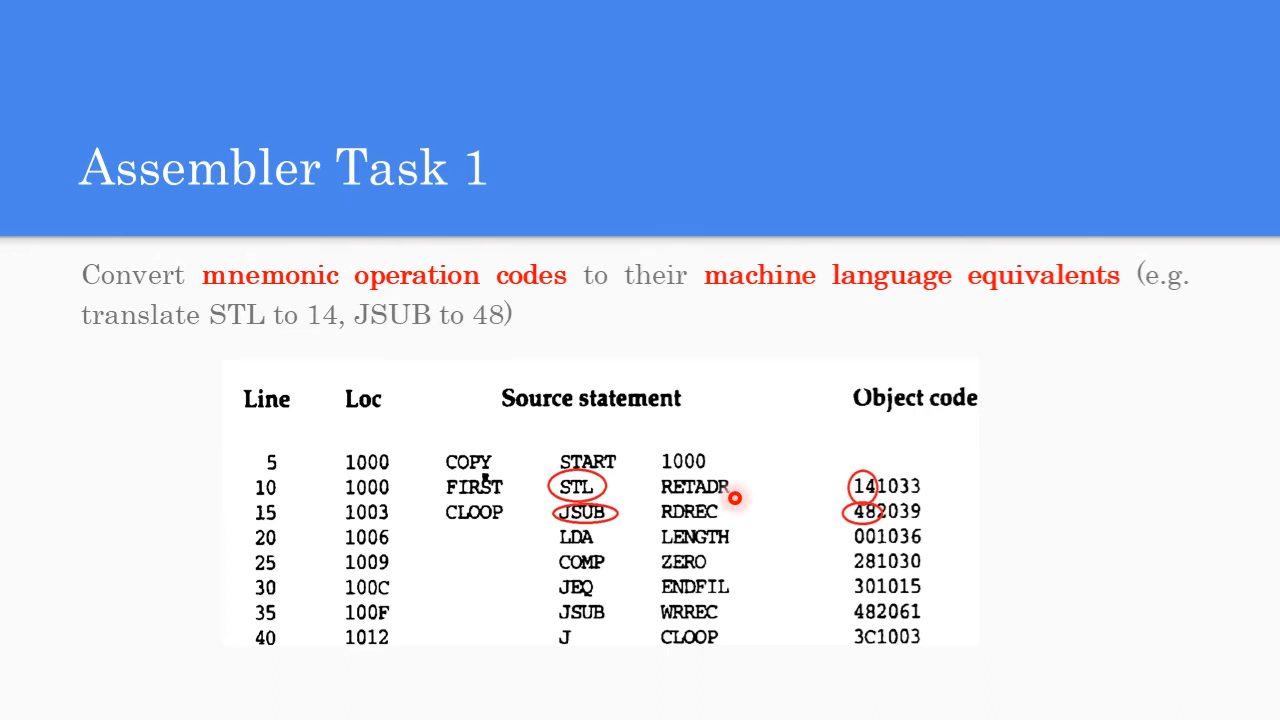 Assembler Task 1
Convert mnemonic operation codes to their machine language equivalents (e.g.
translate STL to 14, JSUB to 48)
Line Loc Source statement Object code
5 1000 COPY START 1000
10 1000 FIRST STL RETADR 141033
15 1003 CLOOP JSUB RDREC 482039
20 1006 LDA LENGTH 001036
25 1009 COMP ZERO 281030
30 100C JEQ ENDFIL 301015
35 100F JSUB WRREC 482061
40 1012 J CLOOP 3C1003